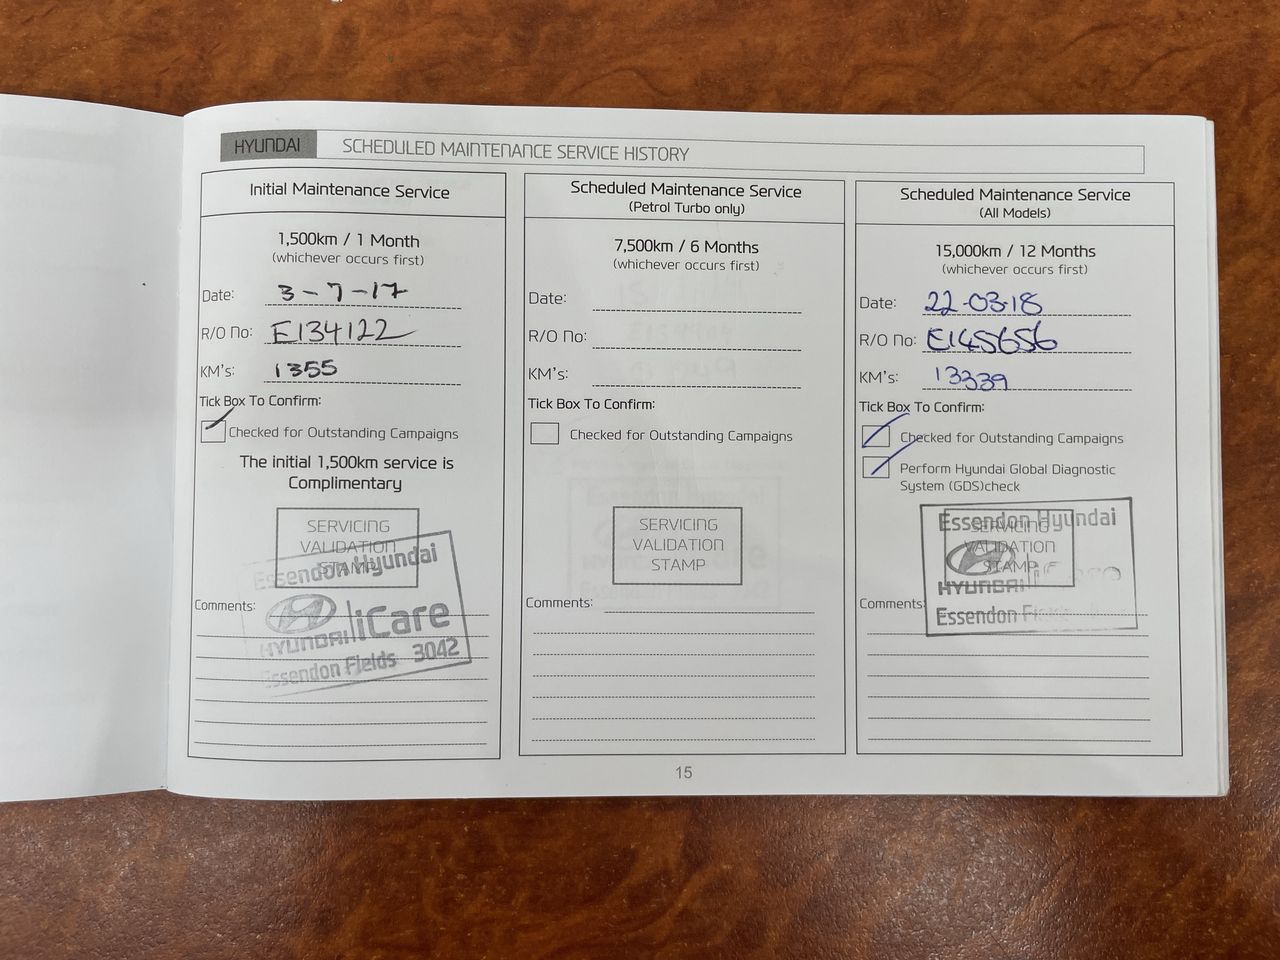 HYUNDAI SCHEDULED MAINTENANCE SERVICE HISTORY
Initial Maintenance Service
1,500km / 1 Month
(whichever occurs first)
Date: 3-7-17
R/O No: E134122
KM's: 1355
Tick Box To Confirm:
Checked for Outstanding Campaigns
The initial 1,500km service is
Complimentary
SERVICING
VALIDATION
STAMP
Essendon Hyundai
Comments:
HYUNDAI iCare
Essendon Fields 3042
Scheduled Maintenance Service
(Petrol Turbo only)
7,500km / 6 Months
(whichever occurs first)
Date:
R/O No:
KM's:
Tick Box To Confirm:
Checked for Outstanding Campaigns
SERVICING
VALIDATION
STAMP
Comments:
Scheduled Maintenance Service
(All Models)
15,000km / 12 Months
(whichever occurs first)
Date: 22-03-18
R/O No: E145656
KM's: 13339
Tick Box To Confirm:
Checked for Outstanding Campaigns
Perform Hyundai Global Diagnostic
System (GDS)check
Essendon Hyundai
SERVICING
VALIDATION
STAMP
HYUNDAI
Comments:
Essendon Fields
15